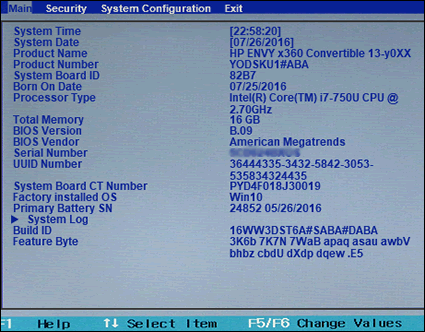 Main Security System Configuration Exit
System Time [22:58:20]
System Date [07/26/2016]
Product Name HP ENVY x360 Convertible 13-y0XX
Product Number YODSKU1#ABA
System Board ID 82B7
Born On Date 07/25/2016
Processor Type Intel(R) Core(TM) i7-750U CPU @
2.70GHz
Total Memory 16 GB
BIOS Version B.09
BIOS Vendor American Megatrends
Serial Number
UUID Number 36444335-3432-5842-3053-
535834324435
System Board CT Number PYD4F018J30019
Factory installed OS Win10
Primary Battery SN 24852 05/26/2016
System Log
Build ID 16WW3DST6A#SABA#DABA
Feature Byte 3K6b 7K7N 7WaB apaq asau awbV
bhbz cbdU dXdp dqew .E5
F1 Help ↑↓ Select Item F5/F6 Change Values